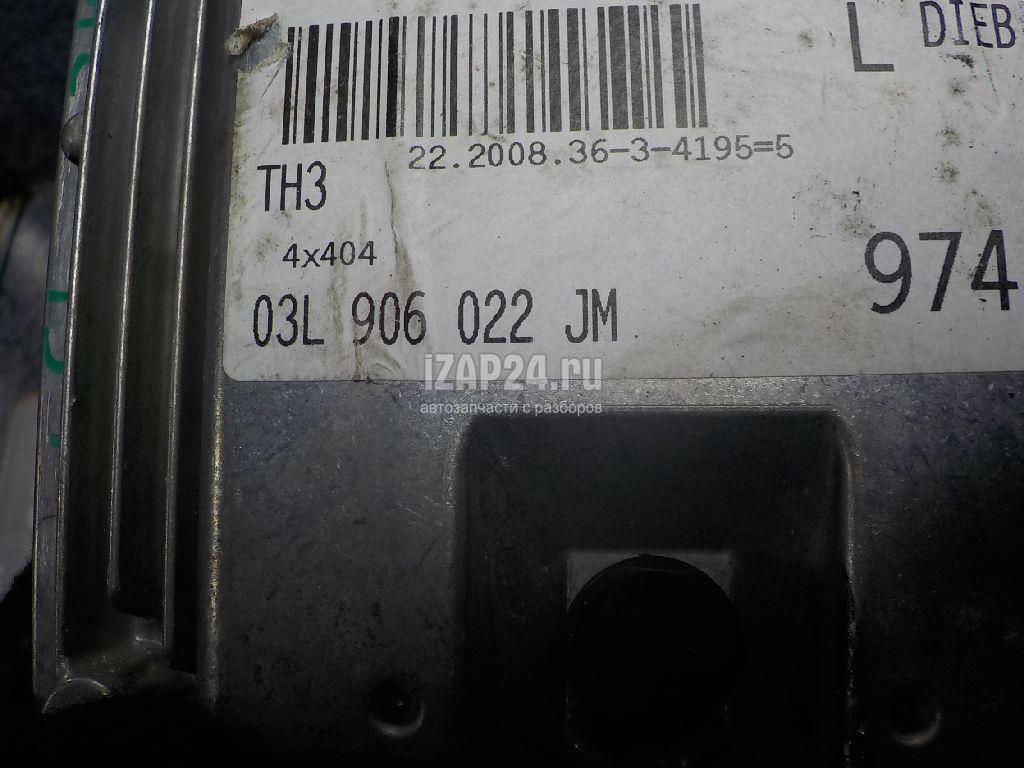 L DIEB
22.2008.36-3-4195=5
TH3
4x404
974
03L 906 022 JM
iZAP24.ru
автозапчасти с разборов